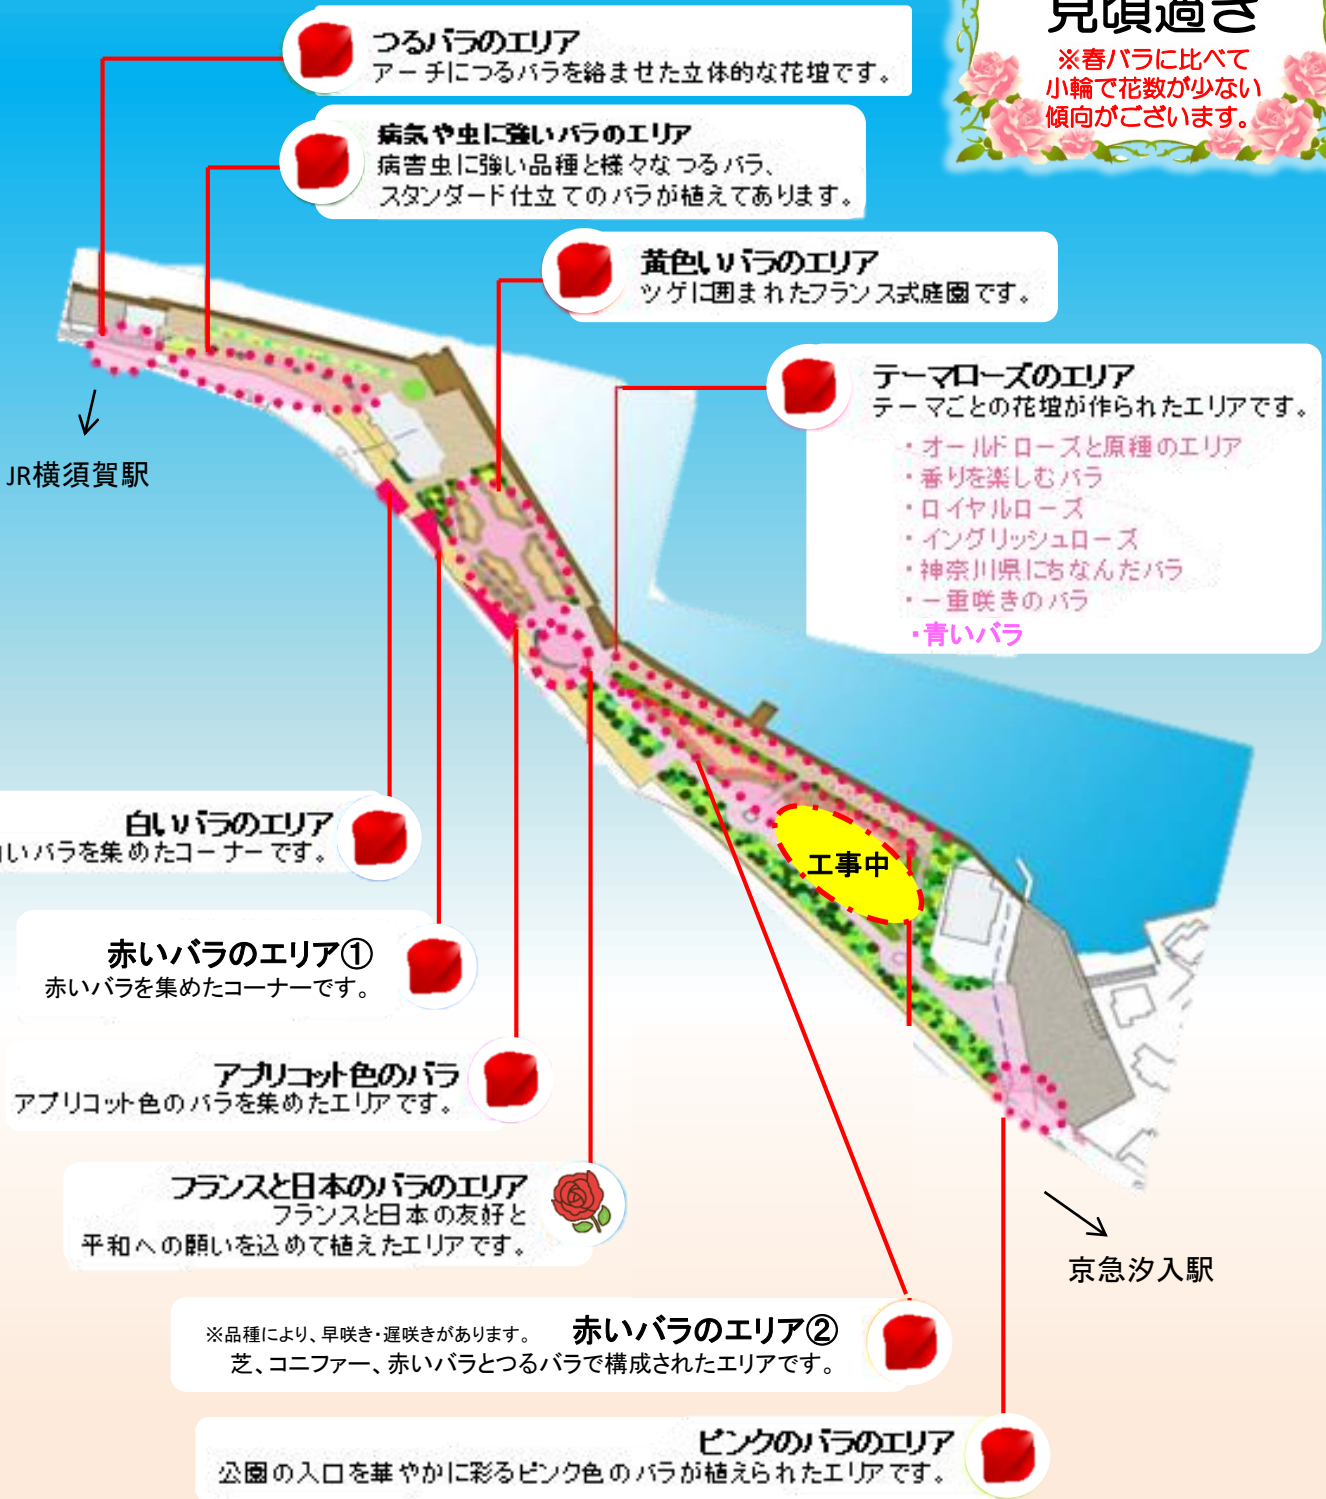 見頃過ぎ
※春バラに比べて
小輪で花数が少ない
傾向がございます。
つるバラのエリア
アーチにつるバラを絡ませた立体的な花壇です。
病気や虫に強いバラのエリア
病害虫に強い品種と様々なつるバラ、
スタンダード仕立てのバラが植えてあります。
黄色いバラのエリア
ツゲに囲まれたフランス式庭園です。
テーマローズのエリア
テーマごとの花壇が作られたエリアです。
・オールドローズと原種のエリア
・香りを楽しむバラ
・ロイヤルローズ
・イングリッシュローズ
・神奈川県にちなんだバラ
・一重咲きのバラ
・青いバラ
JR横須賀駅
白いバラのエリア
いバラを集めたコーナーです。
工事中
赤いバラのエリア①
赤いバラを集めたコーナーです。
アプリコット色のバラ
アプリコット色のバラを集めたエリアです。
フランスと日本のバラのエリア
フランスと日本の友好と
平和への願いを込めて植えたエリアです。
京急汐入駅
※品種により、早咲き・遅咲きがあります。 赤いバラのエリア②
芝、コニファー、赤いバラとつるバラで構成されたエリアです。
ピンクのバラのエリア
公園の入口を華やかに彩るピンク色のバラが植えられたエリアです。